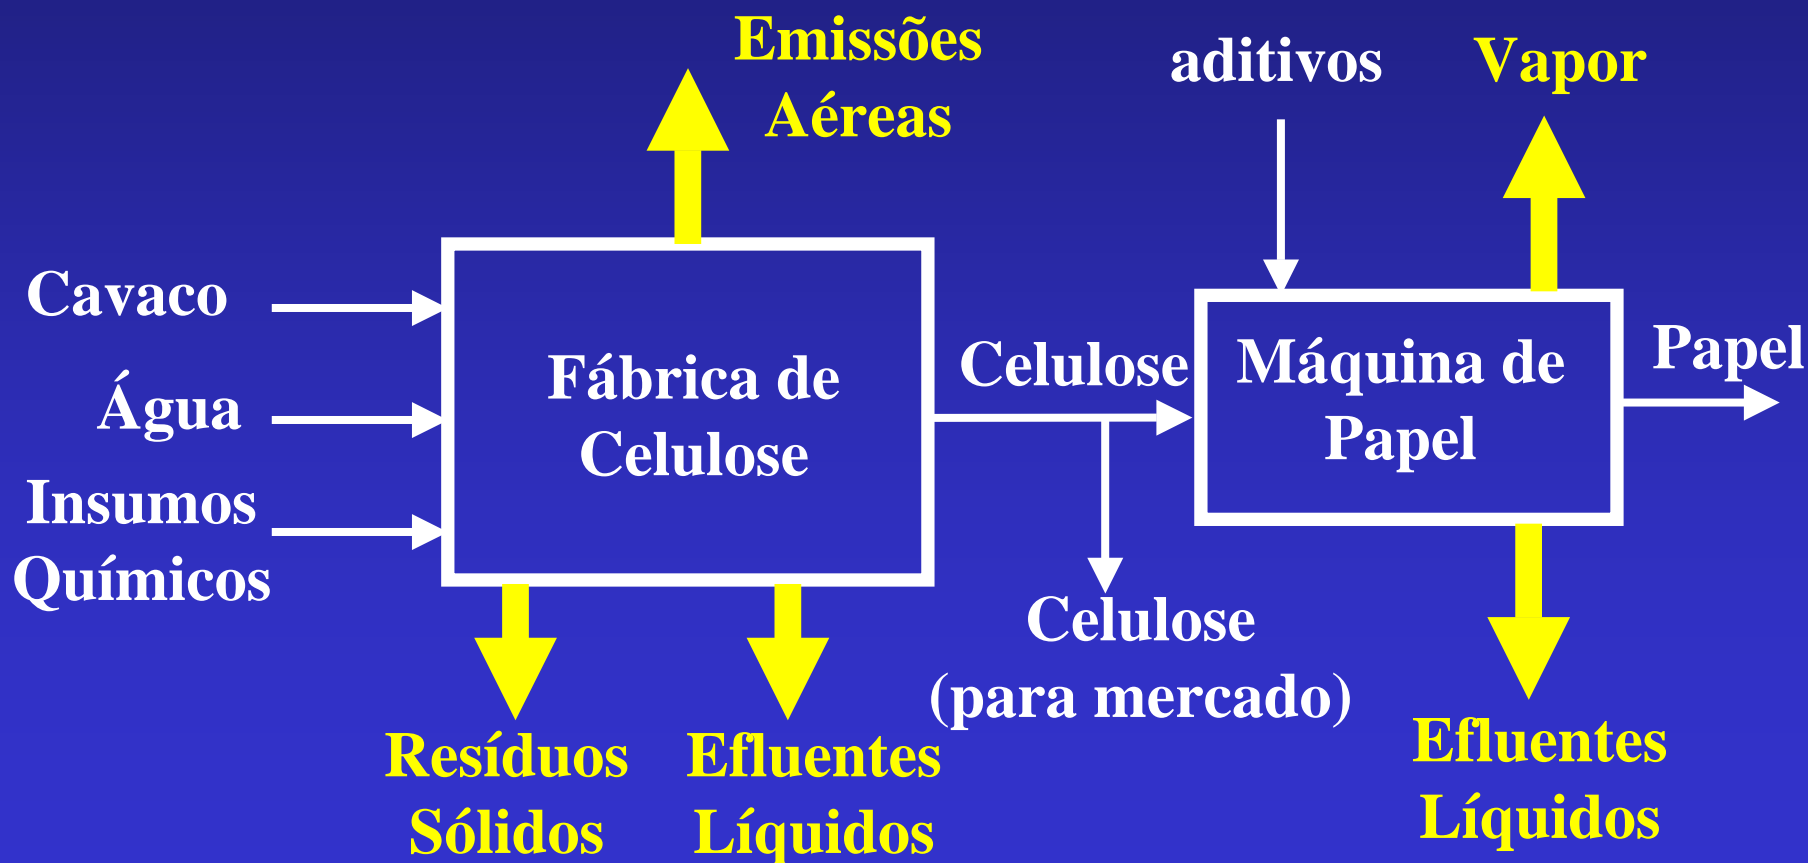 Emissões
Aéreas
aditivos
Vapor
Cavaco
Água
Insumos
Químicos
Fábrica de
Celulose
Celulose
Máquina de
Papel
Papel
Celulose
(para mercado)
Resíduos
Sólidos
Efluentes
Líquidos
Efluentes
Líquidos